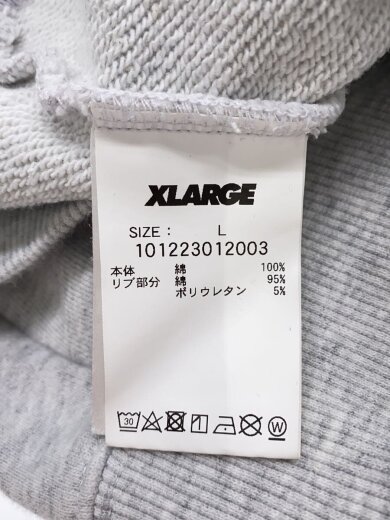 XLARGE
SIZE: L
101223012003
本体 綿 100%
リブ部分 綿 95%
ポリウレタン 5%
30
W